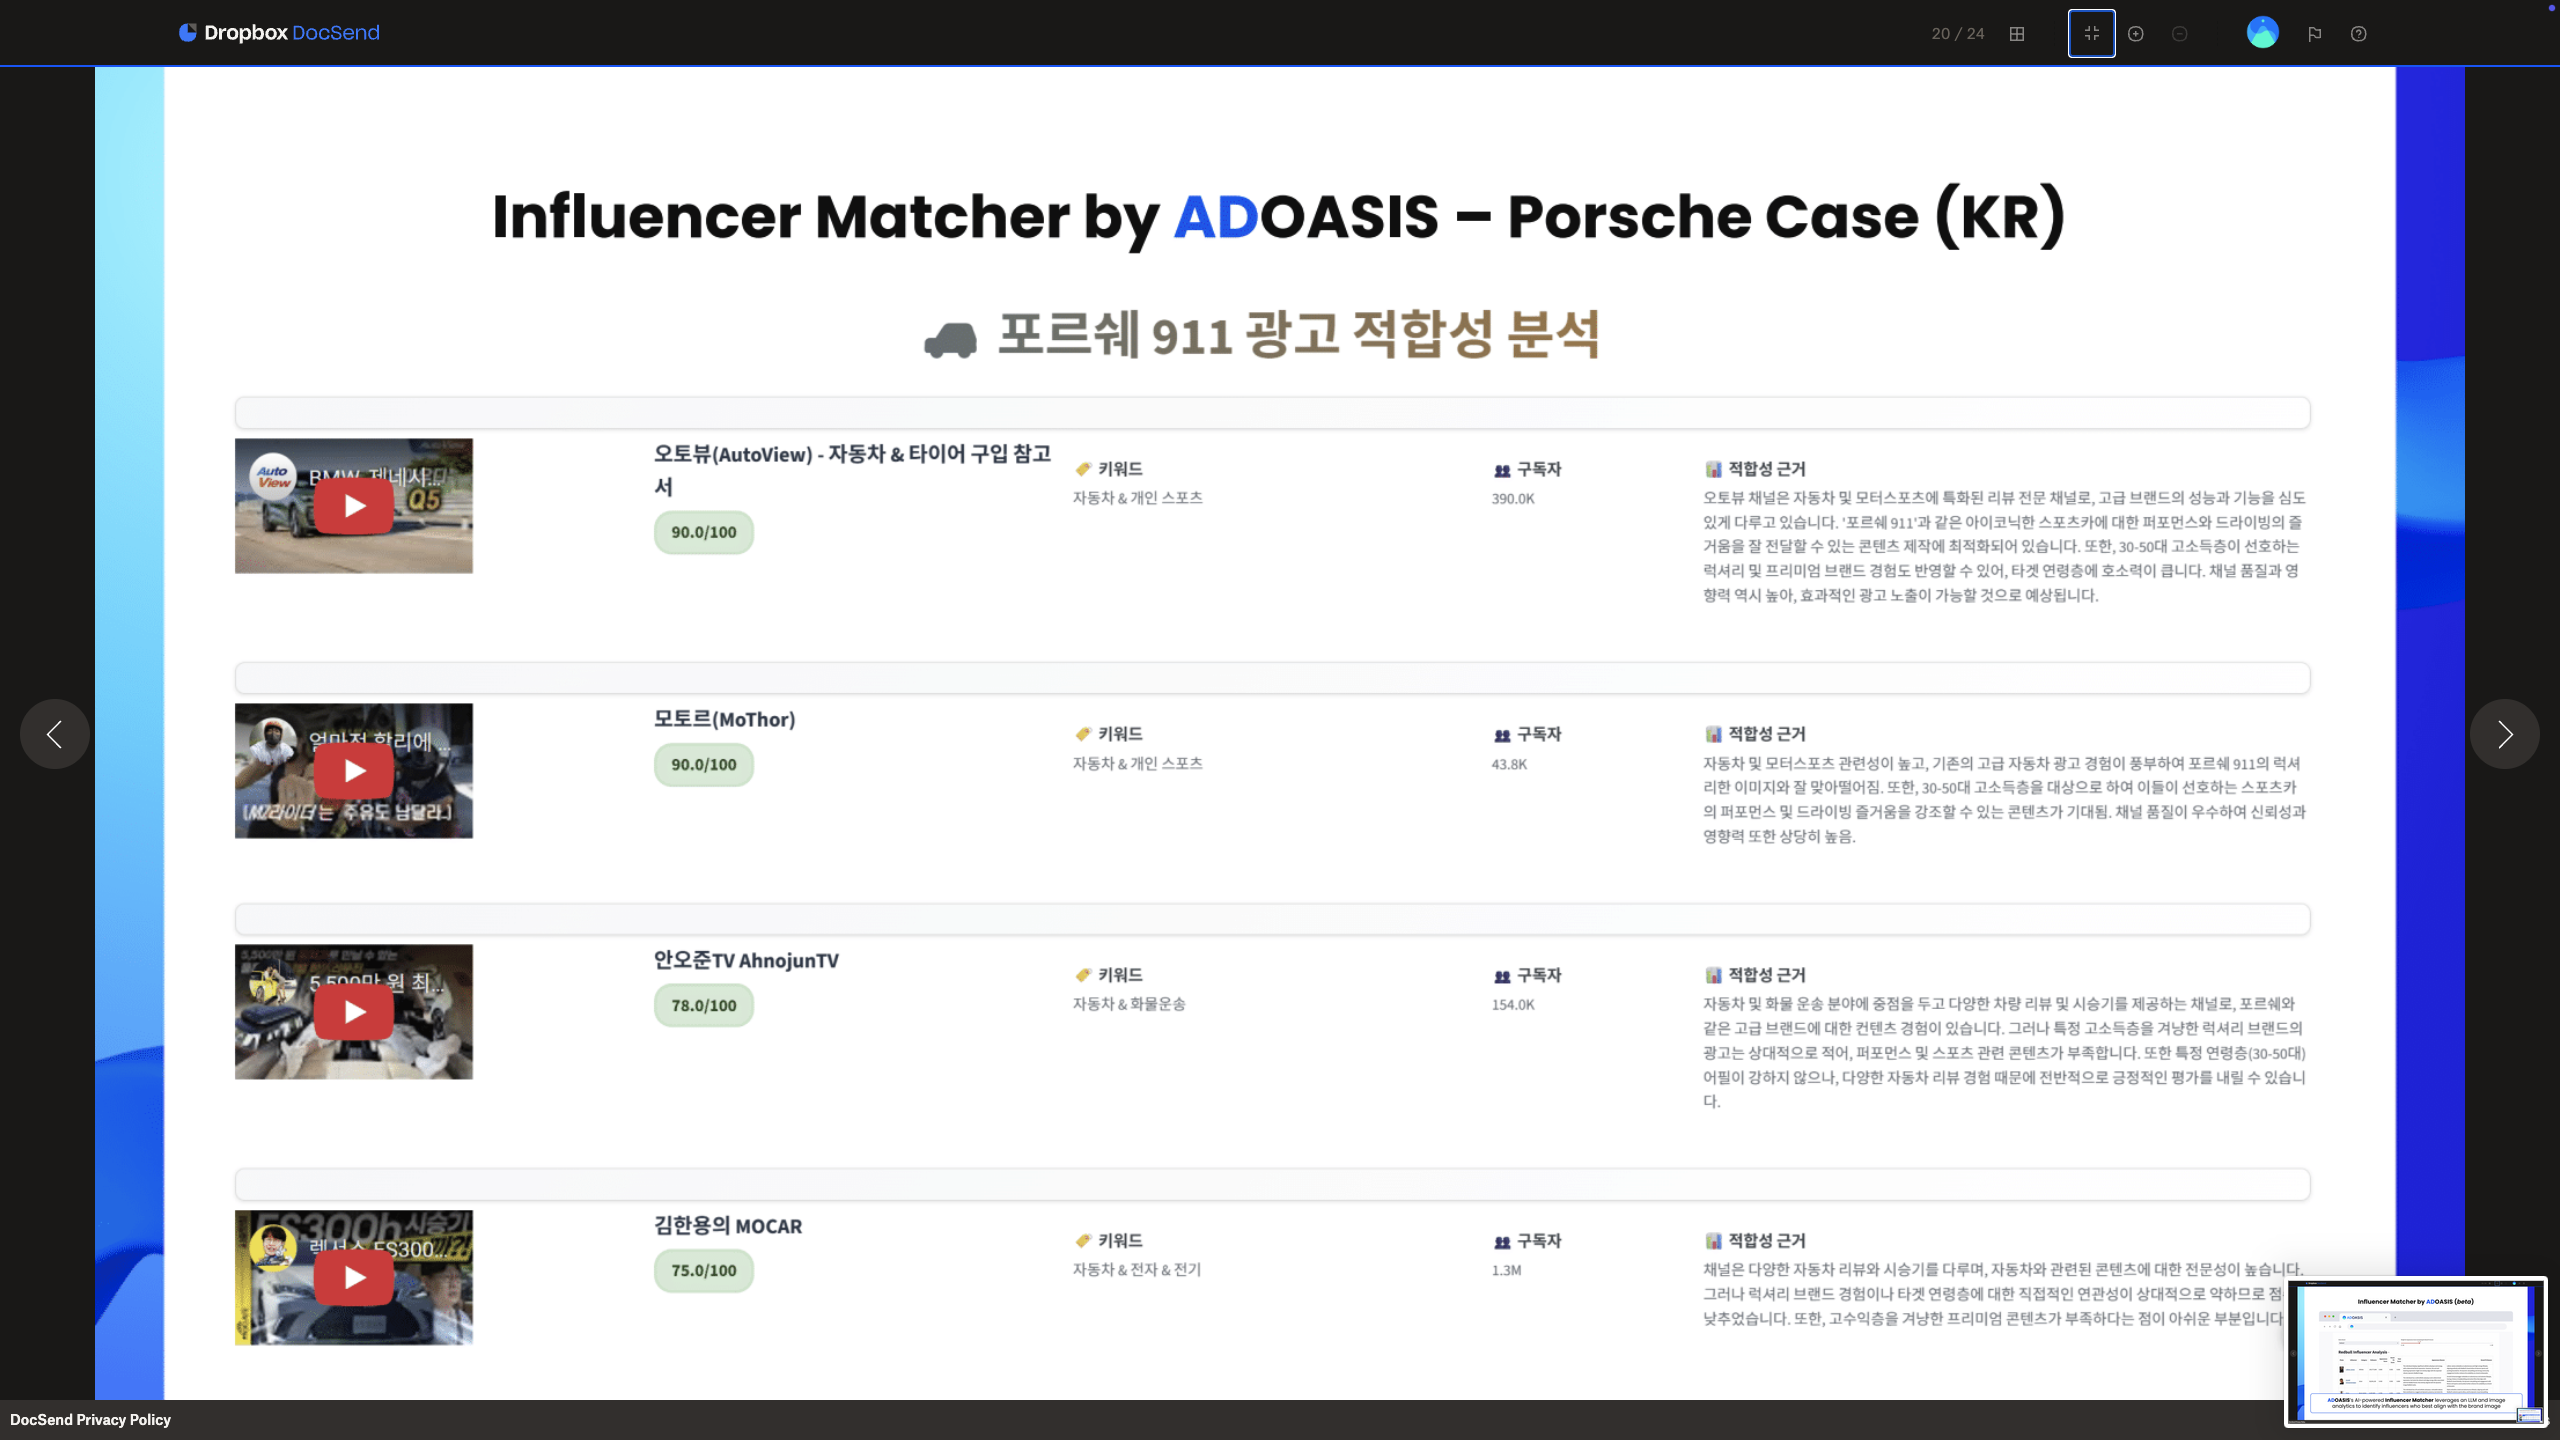 Dropbox DocSend
20 / 24
Influencer Matcher by ADOASIS – Porsche Case (KR)
포르쉐 911 광고 적합성 분석
Auto View
BMW, 제네시...
Q5
오토뷰(AutoView) - 자동차 & 타이어 구입 참고
서
90.0/100
키워드
자동차 & 개인 스포츠
구독자
390.0K
적합성 근거
오토뷰 채널은 자동차 및 모터스포츠에 특화된 리뷰 전문 채널로, 고급 브랜드의 성능과 기능을 심도
있게 다루고 있습니다. '포르쉐 911'과 같은 아이코닉한 스포츠카에 대한 퍼포먼스와 드라이빙의 즐
거움을 잘 전달할 수 있는 콘텐츠 제작에 최적화되어 있습니다. 또한, 30-50대 고소득층이 선호하는
럭셔리 및 프리미엄 브랜드 경험도 반영할 수 있어, 타겟 연령층에 호소력이 큽니다. 채널 품질과 영
향력 역시 높아, 효과적인 광고 노출이 가능할 것으로 예상됩니다.
얼마전 할리에 ...
[MZ라이더는 주유도 남달라.]
모토르(MoThor)
90.0/100
키워드
자동차 & 개인 스포츠
구독자
43.8K
적합성 근거
자동차 및 모터스포츠 관련성이 높고, 기존의 고급 자동차 광고 경험이 풍부하여 포르쉐 911의 럭셔
리한 이미지와 잘 맞아떨어짐. 또한, 30-50대 고소득층을 대상으로 하여 이들이 선호하는 스포츠카
의 퍼포먼스 및 드라이빙 즐거움을 강조할 수 있는 콘텐츠가 기대됨. 채널 품질이 우수하여 신뢰성과
영향력 또한 상당히 높음.
5,500만 원 최...
안오준TV AhnojunTV
78.0/100
키워드
자동차 & 화물운송
구독자
154.0K
적합성 근거
자동차 및 화물 운송 분야에 중점을 두고 다양한 차량 리뷰 및 시승기를 제공하는 채널로, 포르쉐와
같은 고급 브랜드에 대한 컨텐츠 경험이 있습니다. 그러나 특정 고소득층을 겨냥한 럭셔리 브랜드의
광고는 상대적으로 적어, 퍼포먼스 및 스포츠 관련 콘텐츠가 부족합니다. 또한 특정 연령층(30-50대)
어필이 강하지 않으나, 다양한 자동차 리뷰 경험 때문에 전반적으로 긍정적인 평가를 내릴 수 있습니
다.
ES300h 시승기
렉서스 ES300...
김한용의 MOCAR
75.0/100
키워드
자동차 & 전자 & 전기
구독자
1.3M
적합성 근거
채널은 다양한 자동차 리뷰와 시승기를 다루며, 자동차와 관련된 콘텐츠에 대한 전문성이 높습니다.
그러나 럭셔리 브랜드 경험이나 타겟 연령층에 대한 직접적인 연관성이 상대적으로 약하므로
낮추었습니다. 또한, 고수익층을 겨냥한 프리미엄 콘텐츠가 부족하다는 점이 아쉬운 부분입니다
Influencer Matcher by ADOASIS (beta)
Redbull Influencer Analysis
ADOASIS's AI-powered Influencer Matcher leverages an LLM and image
analytics to identify influencers who best align with the brand image
DocSend Privacy Policy